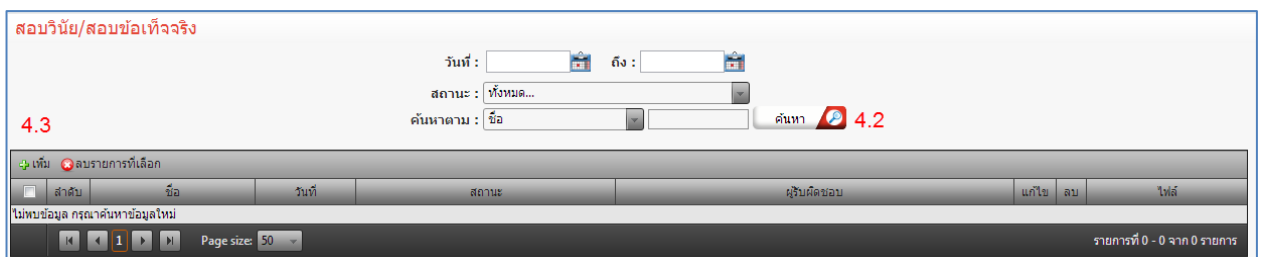 สอบวินัย/สอบข้อเท็จจริง
วันที่ : ถึง :
สถานะ : ทั้งหมด...
4.3 ค้นหาตาม : ชื่อ ค้นหา 4.2
เพิ่ม ลบรายการที่เลือก
ลำดับ ชื่อ วันที่ สถานะ ผู้รับผิดชอบ แก้ไข ลบ ไฟล์
ไม่พบข้อมูล กรุณาค้นหาข้อมูลใหม่
1 Page size: 50 รายการที่ 0 - 0 จาก 0 รายการ